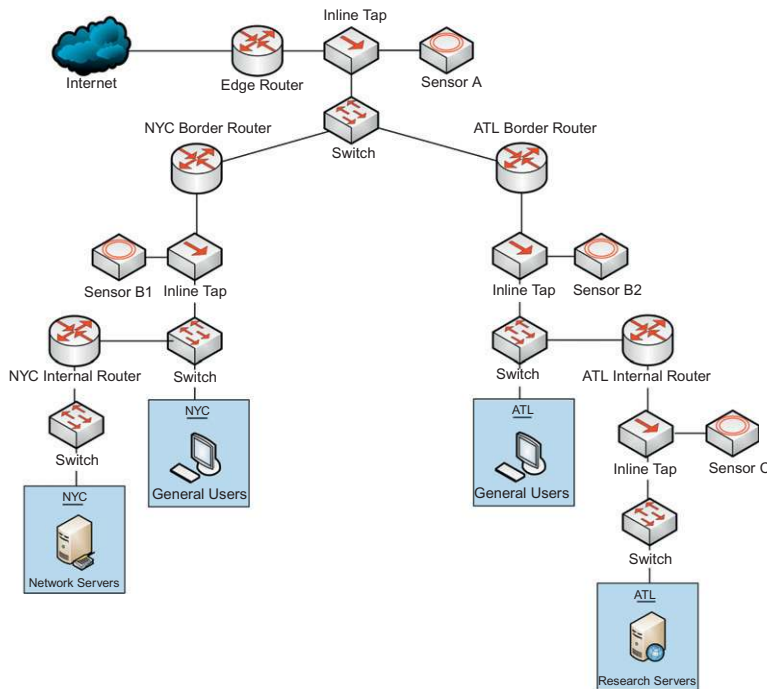 Inline Tap
Internet
Edge Router
Sensor A
NYC Border Router
Switch
ATL Border Router
Sensor B1
Inline Tap
Inline Tap
Sensor B2
NYC Internal Router
Switch
Switch
ATL Internal Router
Switch
NYC
General Users
ATL
General Users
Inline Tap
Sensor C
NYC
Network Servers
Switch
ATL
Research Servers